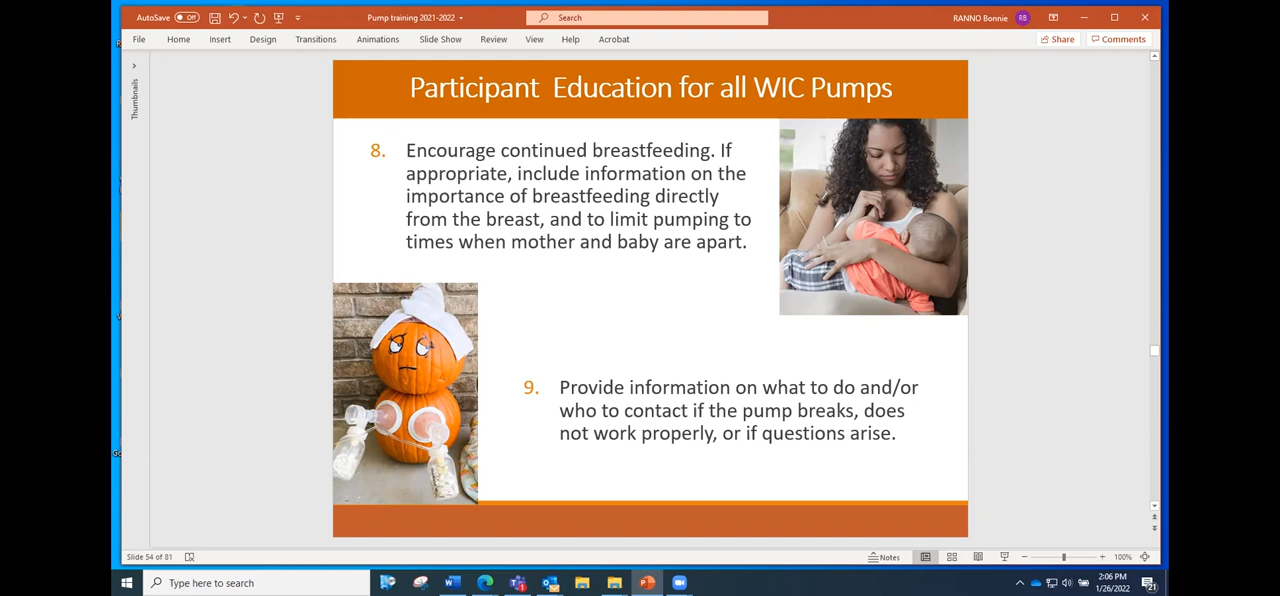 AutoSave Off
Pump training 2021-2022
Search
RANNO Bonnie RB
File Home Insert Design Transitions Animations Slide Show Review View Help Acrobat
Share Comments
Thumbnails
Participant Education for all WIC Pumps
8. Encourage continued breastfeeding. If
appropriate, include information on the
importance of breastfeeding directly
from the breast, and to limit pumping to
times when mother and baby are apart.
9. Provide information on what to do and/or
who to contact if the pump breaks, does
not work properly, or if questions arise.
Slide 54 of 81
Notes
100%
Type here to search
2:06 PM
1/26/2022
21